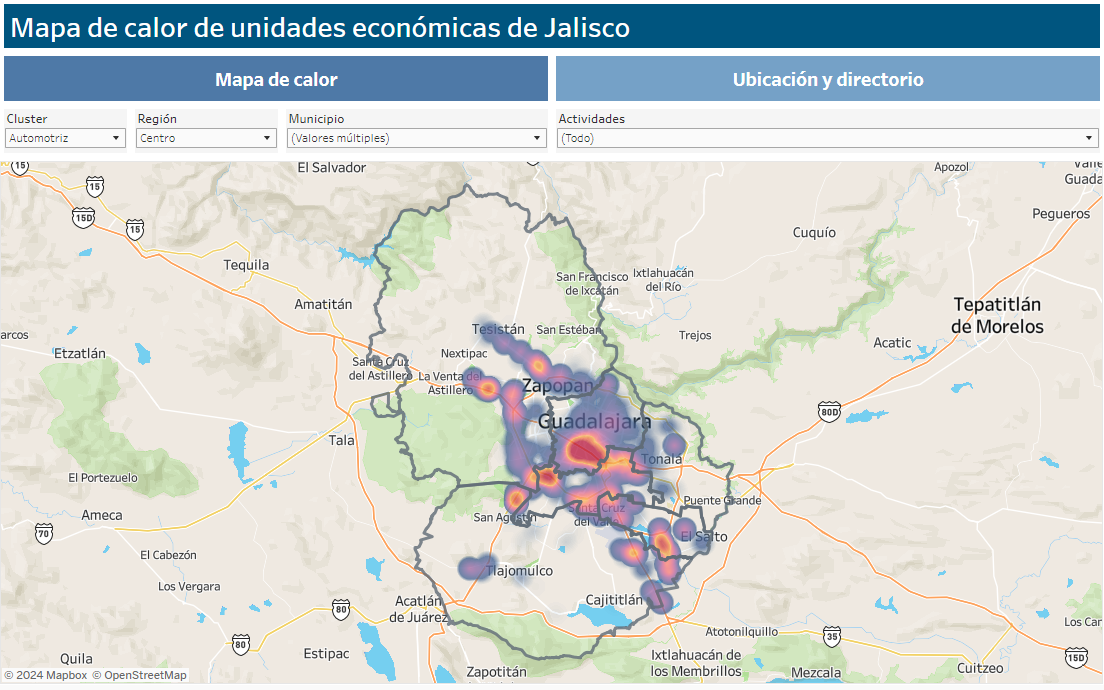 Mapa de calor de unidades económicas de Jalisco
Mapa de calor
Ubicación y directorio
Cluster
Región
Municipio
Actividades
Automotriz
Centro
(Valores múltiples)
(Todo)
15
El Salvador
Apozol
Valle
Guada
15
15D
15
Pegueros
Cuquío
Tequila
San Francisco
de Ixcatán
Ixtlahuacán
del Río
Amatitán
Tepatitlán
de Morelos
Tesistán
San Esteban
Trejos
arcos
Etzatlán
Nextipac
Acatic
Santa Cruz
del Astillero
La Venta del
Astillero
Zapopan
80D
Guadalajara
Tala
Tonalá
El Portezuelo
Puente Grande
Ameca
San Agustín
Santa Cruz
del Valle
70
El Salto
El Cabezón
Tlajomulco
Los Vergara
Acatlán
de Juárez
Cajititlán
80
Los Car
Atotonilquillo
35
80
Estipac
Ixtlahuacán de
los Membrillos
15D
Quila
Zapotitán
Mezcala
Cuitzeo
© 2024 Mapbox © OpenStreetMap